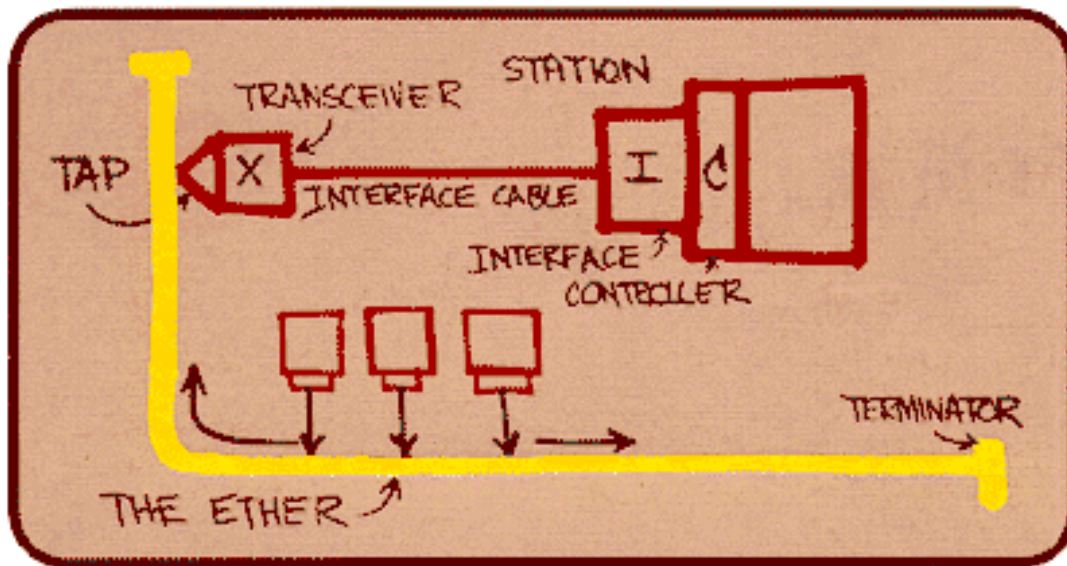 STATION
TRANSCEIVER
TAP
X
I
C
INTERFACE CABLE
INTERFACE
CONTROLLER
TERMINATOR
THE ETHER